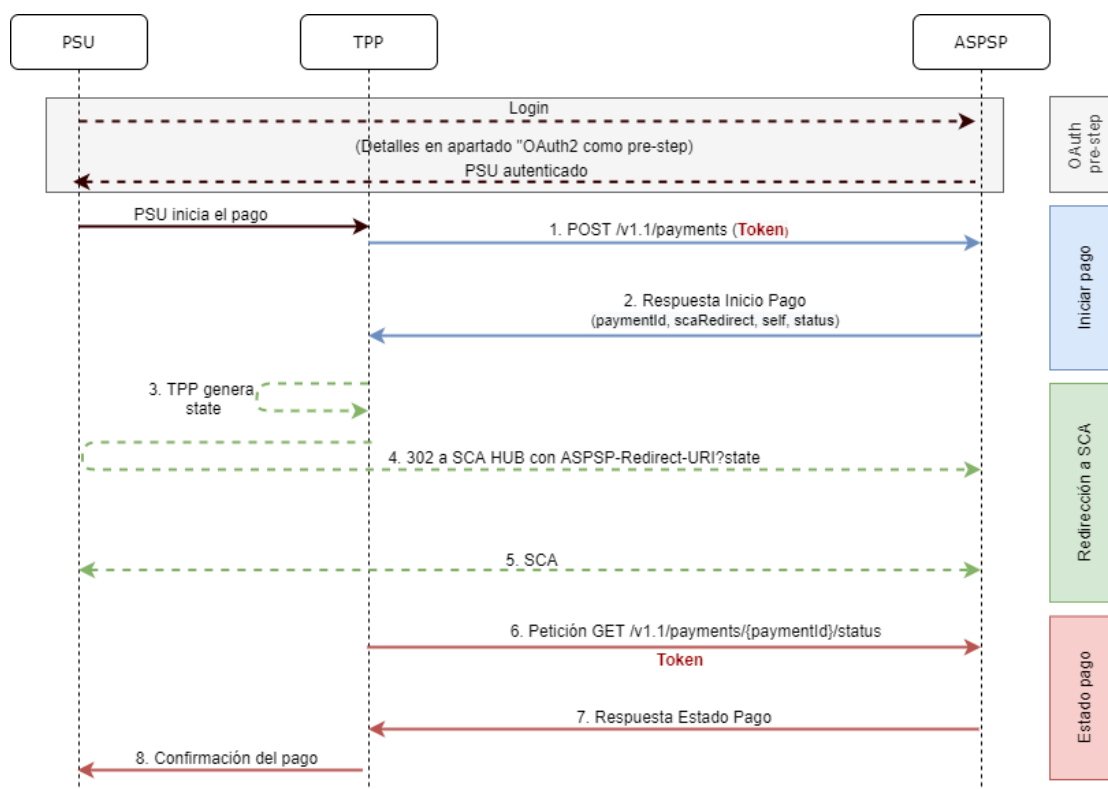 PSU
TPP
ASPSP
Login
(Detalles en apartado "OAuth2 como pre-step)
PSU autenticado
OAuth
pre-step
PSU inicia el pago
1. POST /v1.1/payments (Token)
2. Respuesta Inicio Pago
(paymentId, scaRedirect, self, status)
Iniciar pago
3. TPP genera
state
4. 302 a SCA HUB con ASPSP-Redirect-URI?state
5. SCA
Redirección a SCA
6. Petición GET /v1.1/payments/{paymentId}/status
Token
7. Respuesta Estado Pago
8. Confirmación del pago
Estado pago